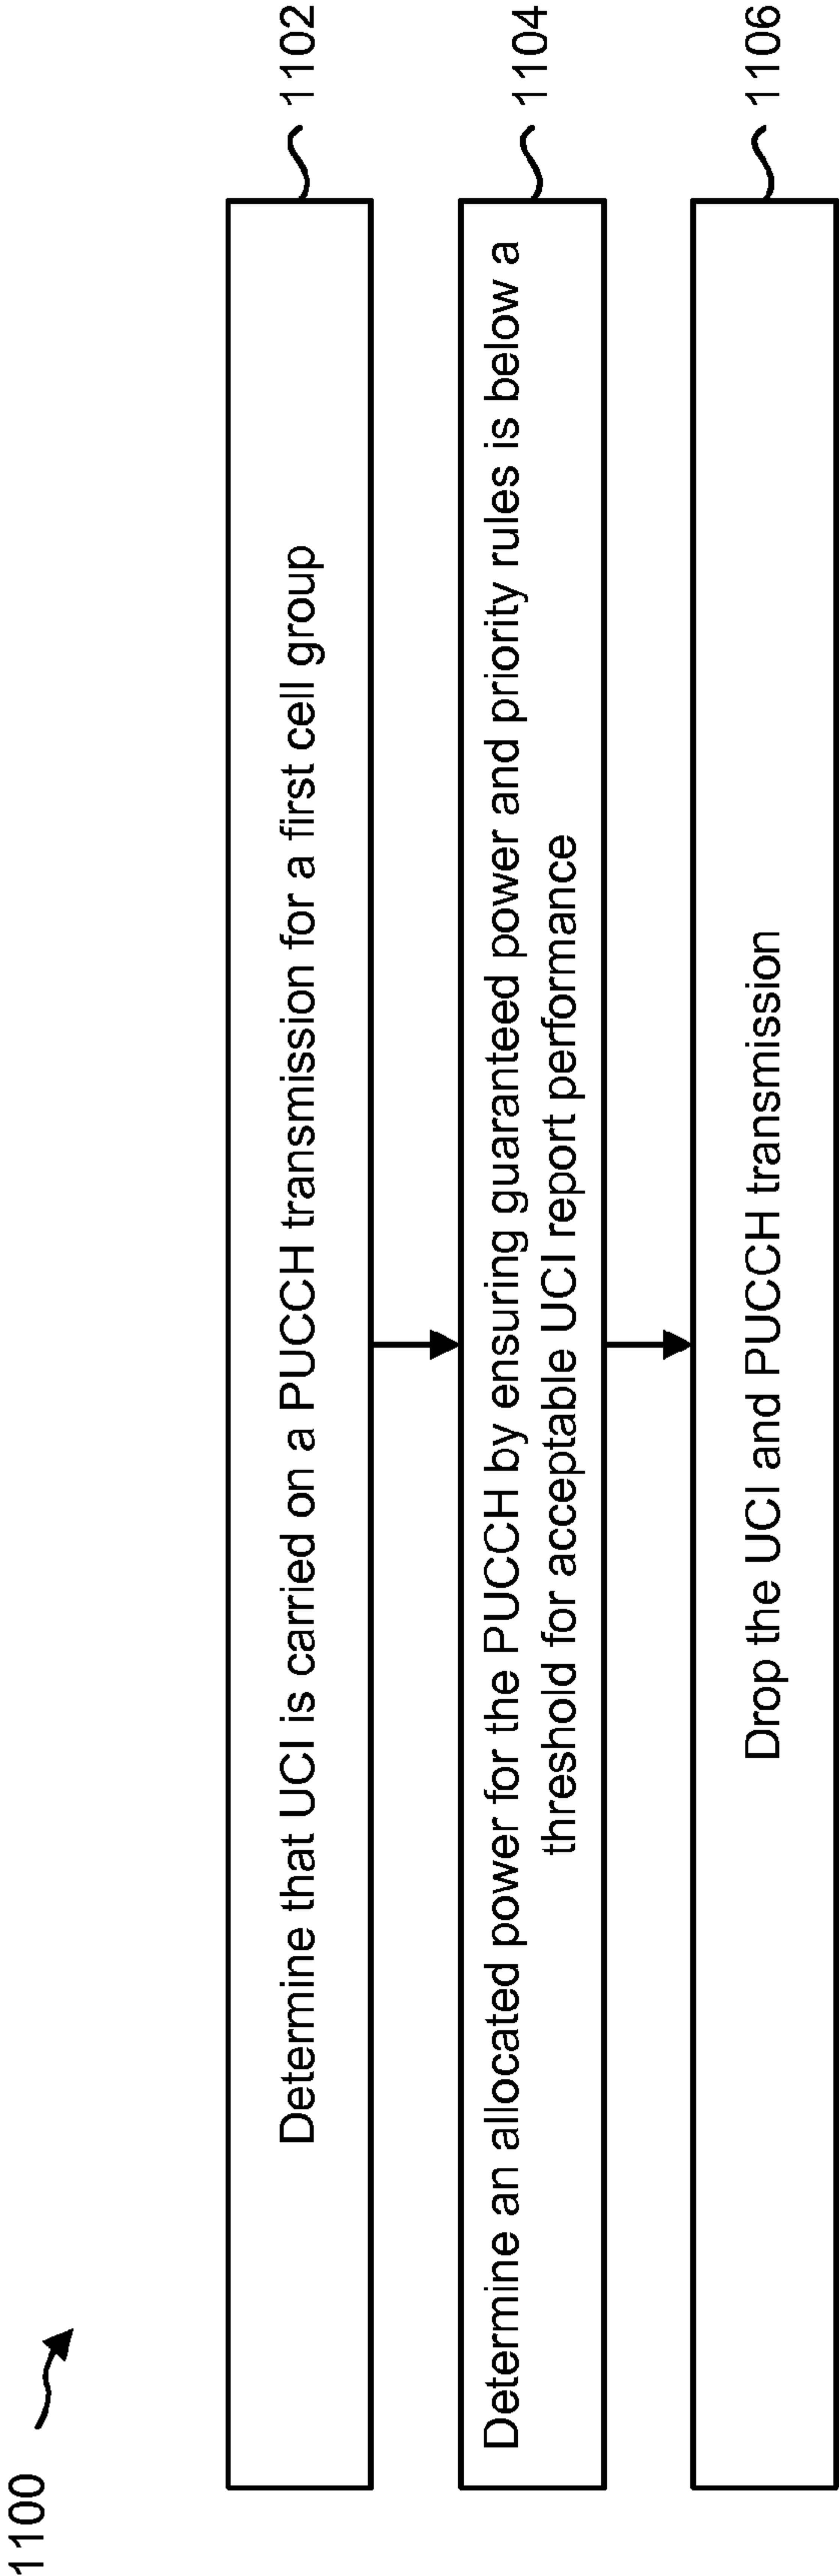 1100
Determine that UCI is carried on a PUCCH transmission for a first cell group
1102
Determine an allocated power for the PUCCH by ensuring guaranteed power and priority rules is below a
threshold for acceptable UCI report performance
1104
Drop the UCI and PUCCH transmission
1106